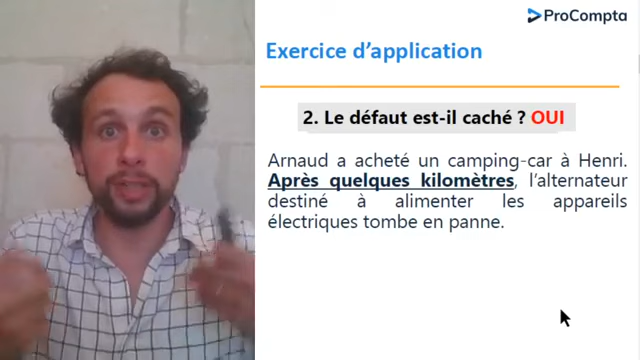 ProCompta
Exercice d’application
2. Le défaut est-il caché ? OUI
Arnaud a acheté un camping-car à Henri.
Après quelques kilomètres, l’alternateur
destiné à alimenter les appareils
électriques tombe en panne.